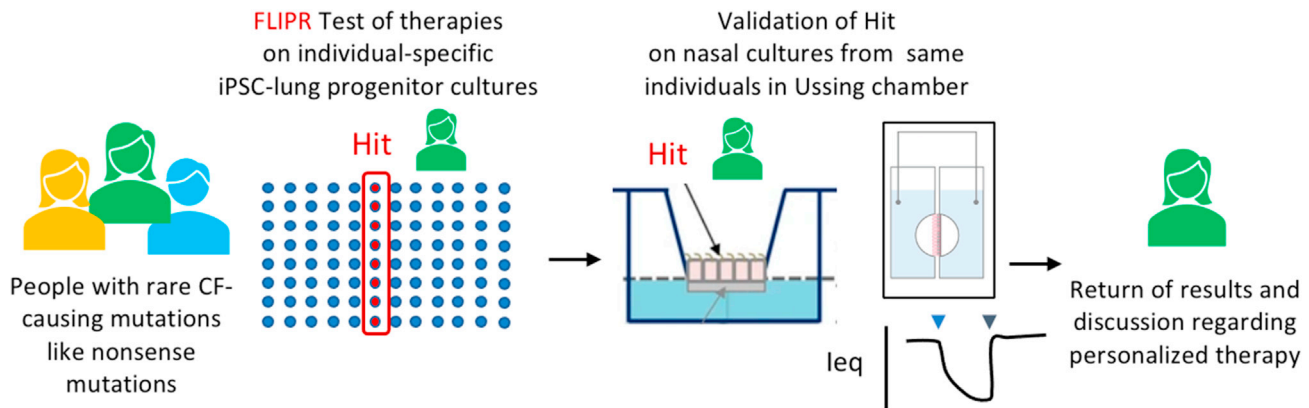 FLIPR Test of therapies
on individual-specific
iPSC-lung progenitor cultures
Hit
Validation of Hit
on nasal cultures from same
individuals in Ussing chamber
Hit
People with rare CF-
causing mutations
like nonsense
mutations
Ieq
Return of results and
discussion regarding
personalized therapy